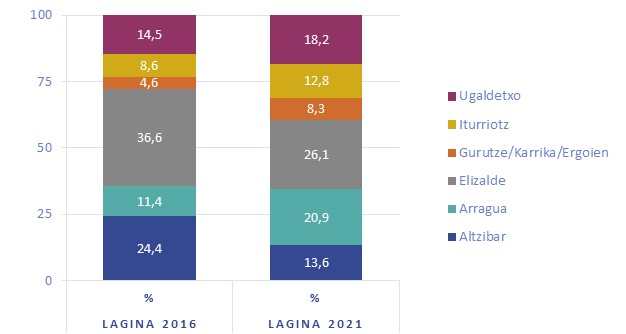 100
75
50
25
0
14,5
8,6
4,6
36,6
11,4
24,4
18,2
12,8
8,3
26,1
20,9
13,6
% %
LAGINA 2016 LAGINA 2021
Ugaldetxo
Iturriotz
Gurutze/Karrika/Ergoien
Elizalde
Arragua
Altzibar